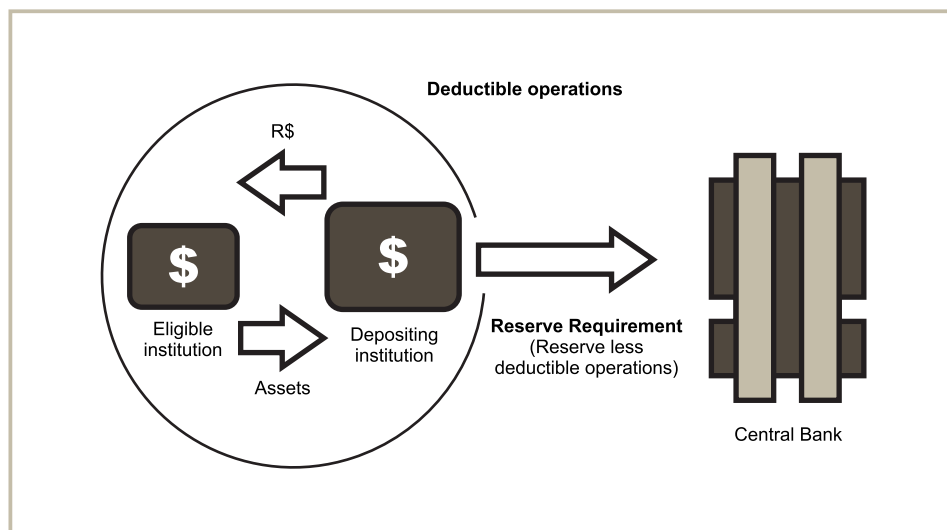 Deductible operations
R$
$
$
Eligible
institution
Depositing
institution
Assets
Reserve Requirement
(Reserve less
deductible operations)
Central Bank